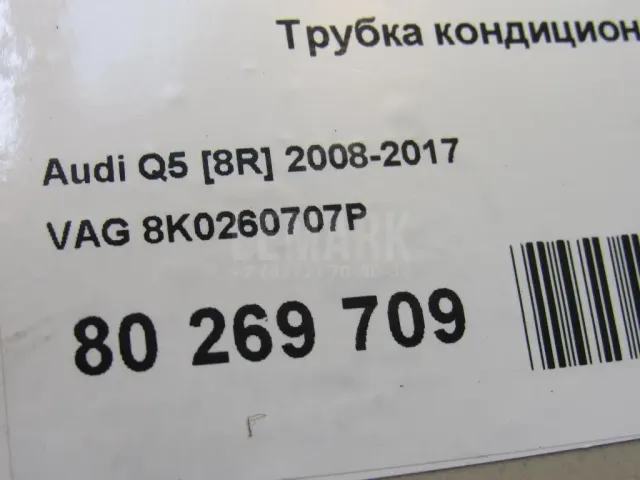 Трубка кондицион
Audi Q5 [8R] 2008-2017
VAG 8K0260707P
80 269 709